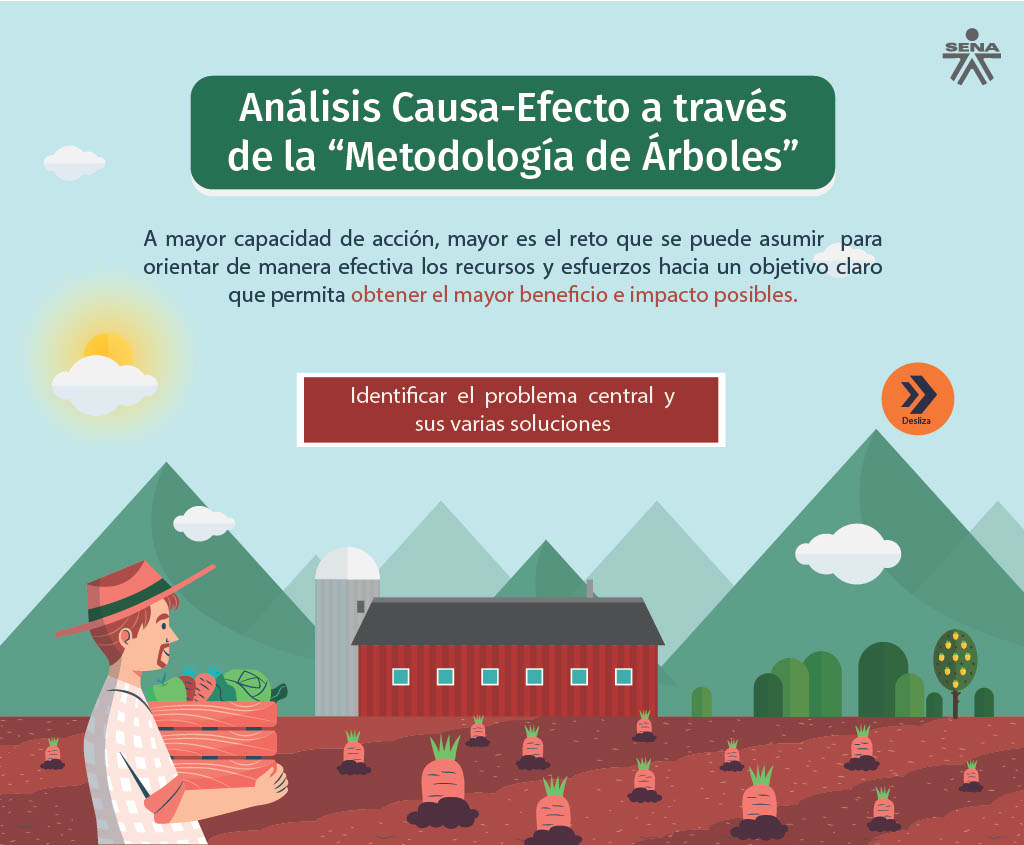 SENA
Análisis Causa-Efecto a través
de la “Metodología de Árboles”
A mayor capacidad de acción, mayor es el reto que se puede asumir para
orientar de manera efectiva los recursos y esfuerzos hacia un objetivo claro
que permita obtener el mayor beneficio e impacto posibles.
Identificar el problema central y
sus varias soluciones
Desliza